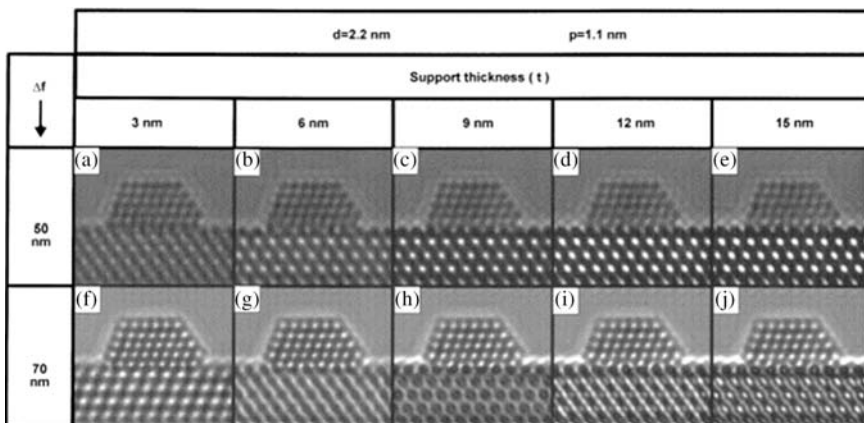 d=2.2 nm p=1.1 nm
Support thickness ( t )
Δf
3 nm 6 nm 9 nm 12 nm 15 nm
(a) (b) (c) (d) (e)
50
nm
(f) (g) (h) (i) (j)
70
nm